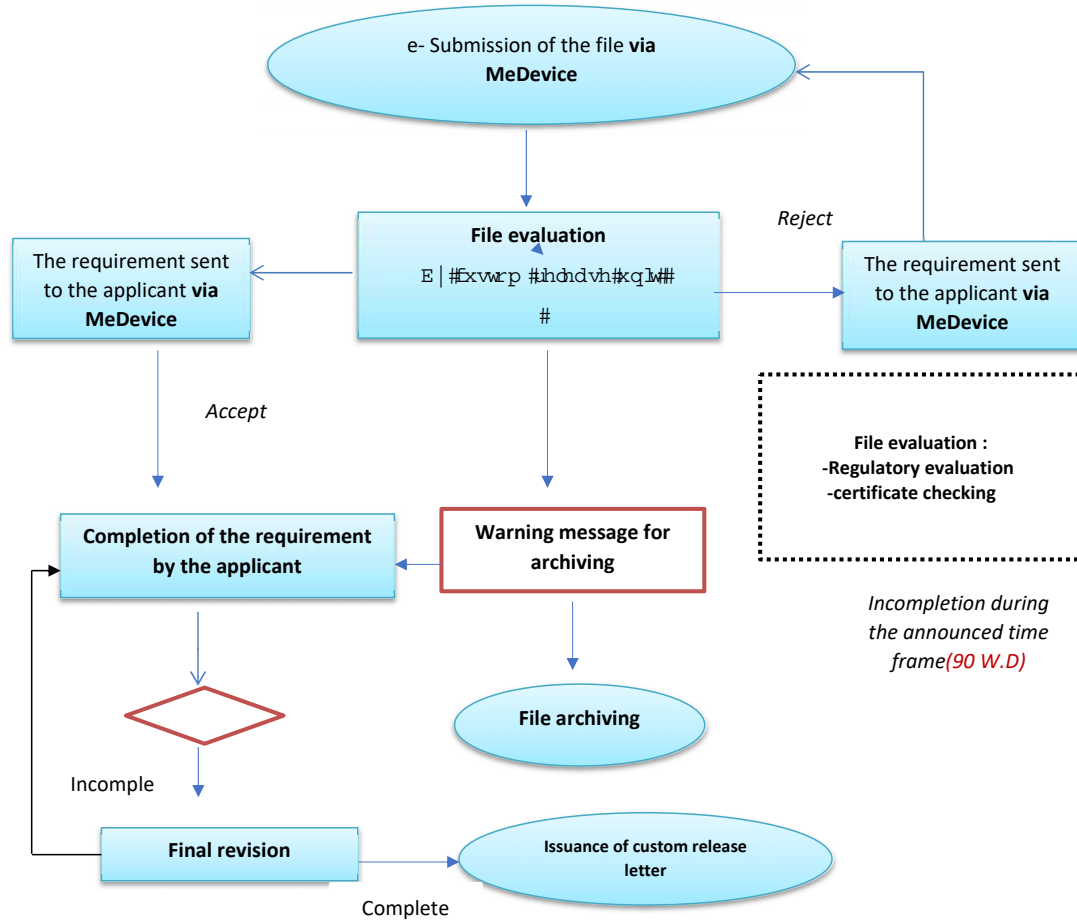 e- Submission of the file via
MeDevice
Reject
File evaluation
The requirement sent
to the applicant via
MeDevice
The requirement sent
to the applicant via
MeDevice
#
Accept
File evaluation :
-Regulatory evaluation
-certificate checking
Completion of the requirement
by the applicant
Warning message for
archiving
Incompletion during
the announced time
frame(90 W.D)
File archiving
Incomple
Final revision
Issuance of custom release
letter
Complete